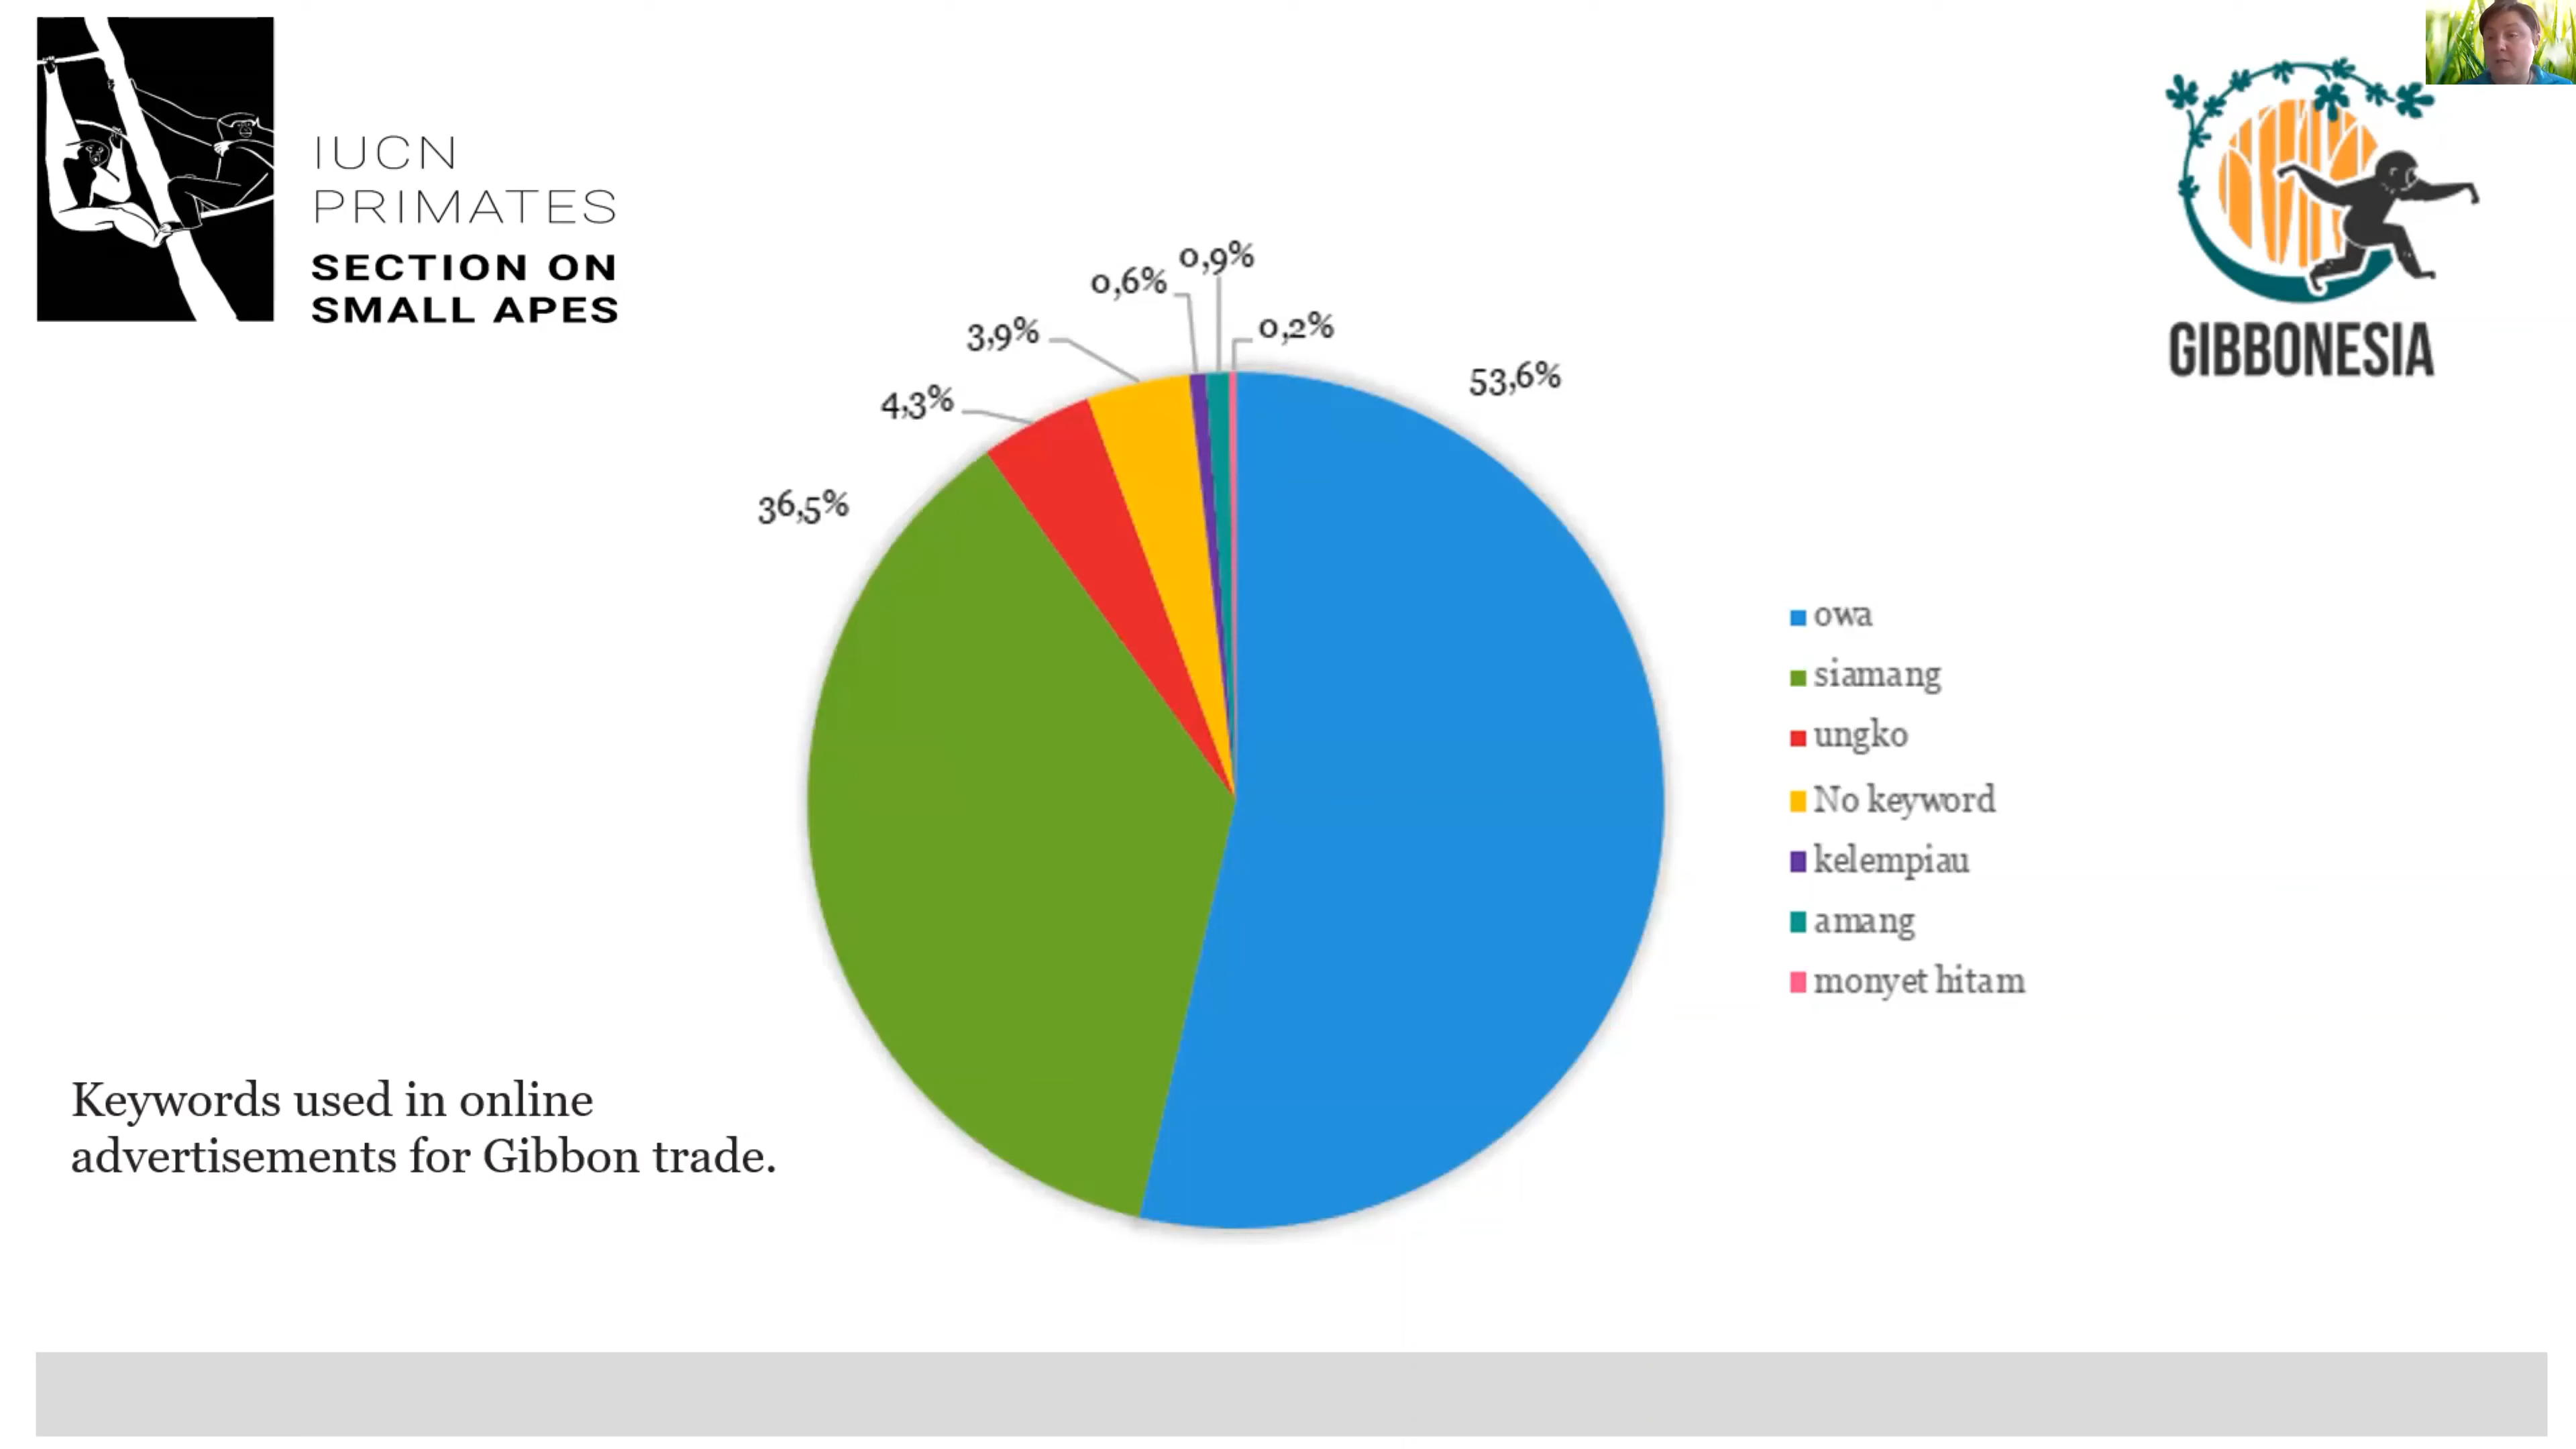 IUCN
PRIMATES
SECTION ON
SMALL APES
GIBBONESIA
0,9%
0,6%
0,2%
3,9%
53,6%
4,3%
36,5%
owa
siamang
ungko
No keyword
kelempiau
amang
monyet hitam
Keywords used in online
advertisements for Gibbon trade.